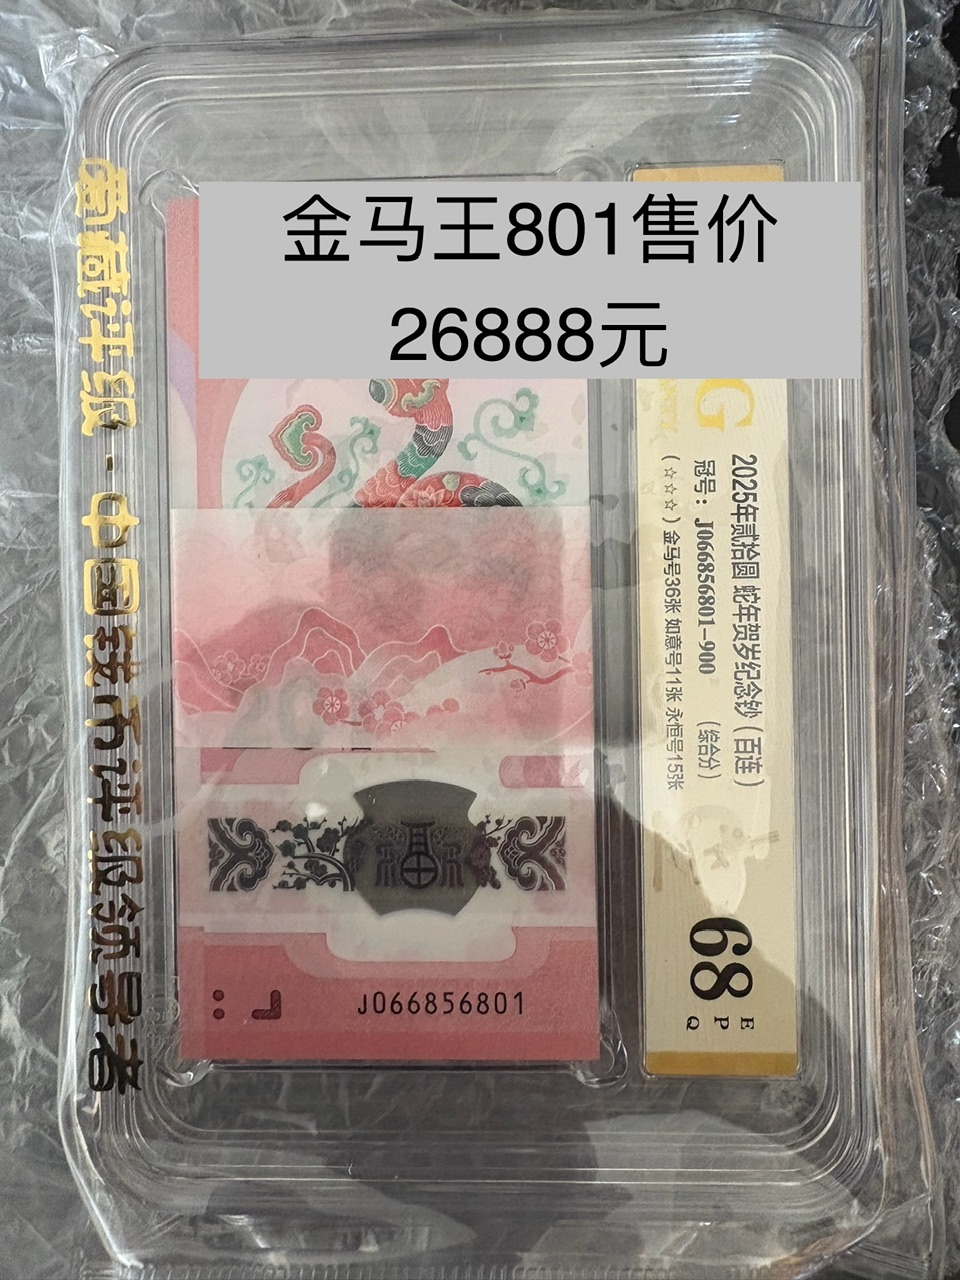 金马王801售价
26888元
爱藏评级-中国钱币评级领导者
G
2025年贰拾圆 蛇年贺岁纪念钞（百连）
冠号：J066856801-900 （综合分）
（☆☆☆）金马号36张 如意号11张 永恒号15张
68
E
P
Q
J066856801